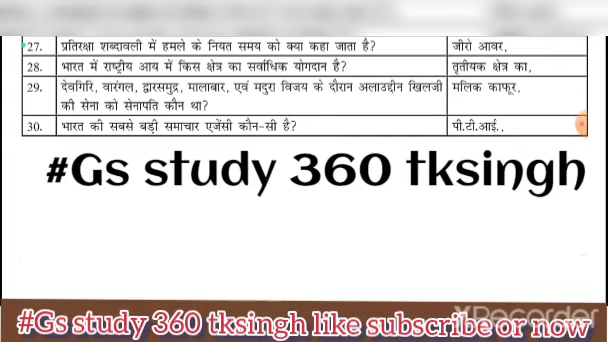 27. प्रतिरक्षा शब्दावली में हमले के नियत समय को क्या कहा जाता है? जीरो आवर,
28. भारत में राष्ट्रीय आय में किस क्षेत्र का सर्वाधिक योगदान है? तृतीयक क्षेत्र का,
29. देवगिरि, वारंगल, द्वारसमुद्र, मालाबार, एवं मदुरा विजय के दौरान अलाउद्दीन खिलजी मलिक काफूर,
की सेना को सेनापति कौन था?
30. भारत की सबसे बड़ी समाचार एजेंसी कौन-सी है? पी.टी.आई.,
#Gs study 360 tksingh
XRecorder
#Gs study 360 tksingh like subscribe or now